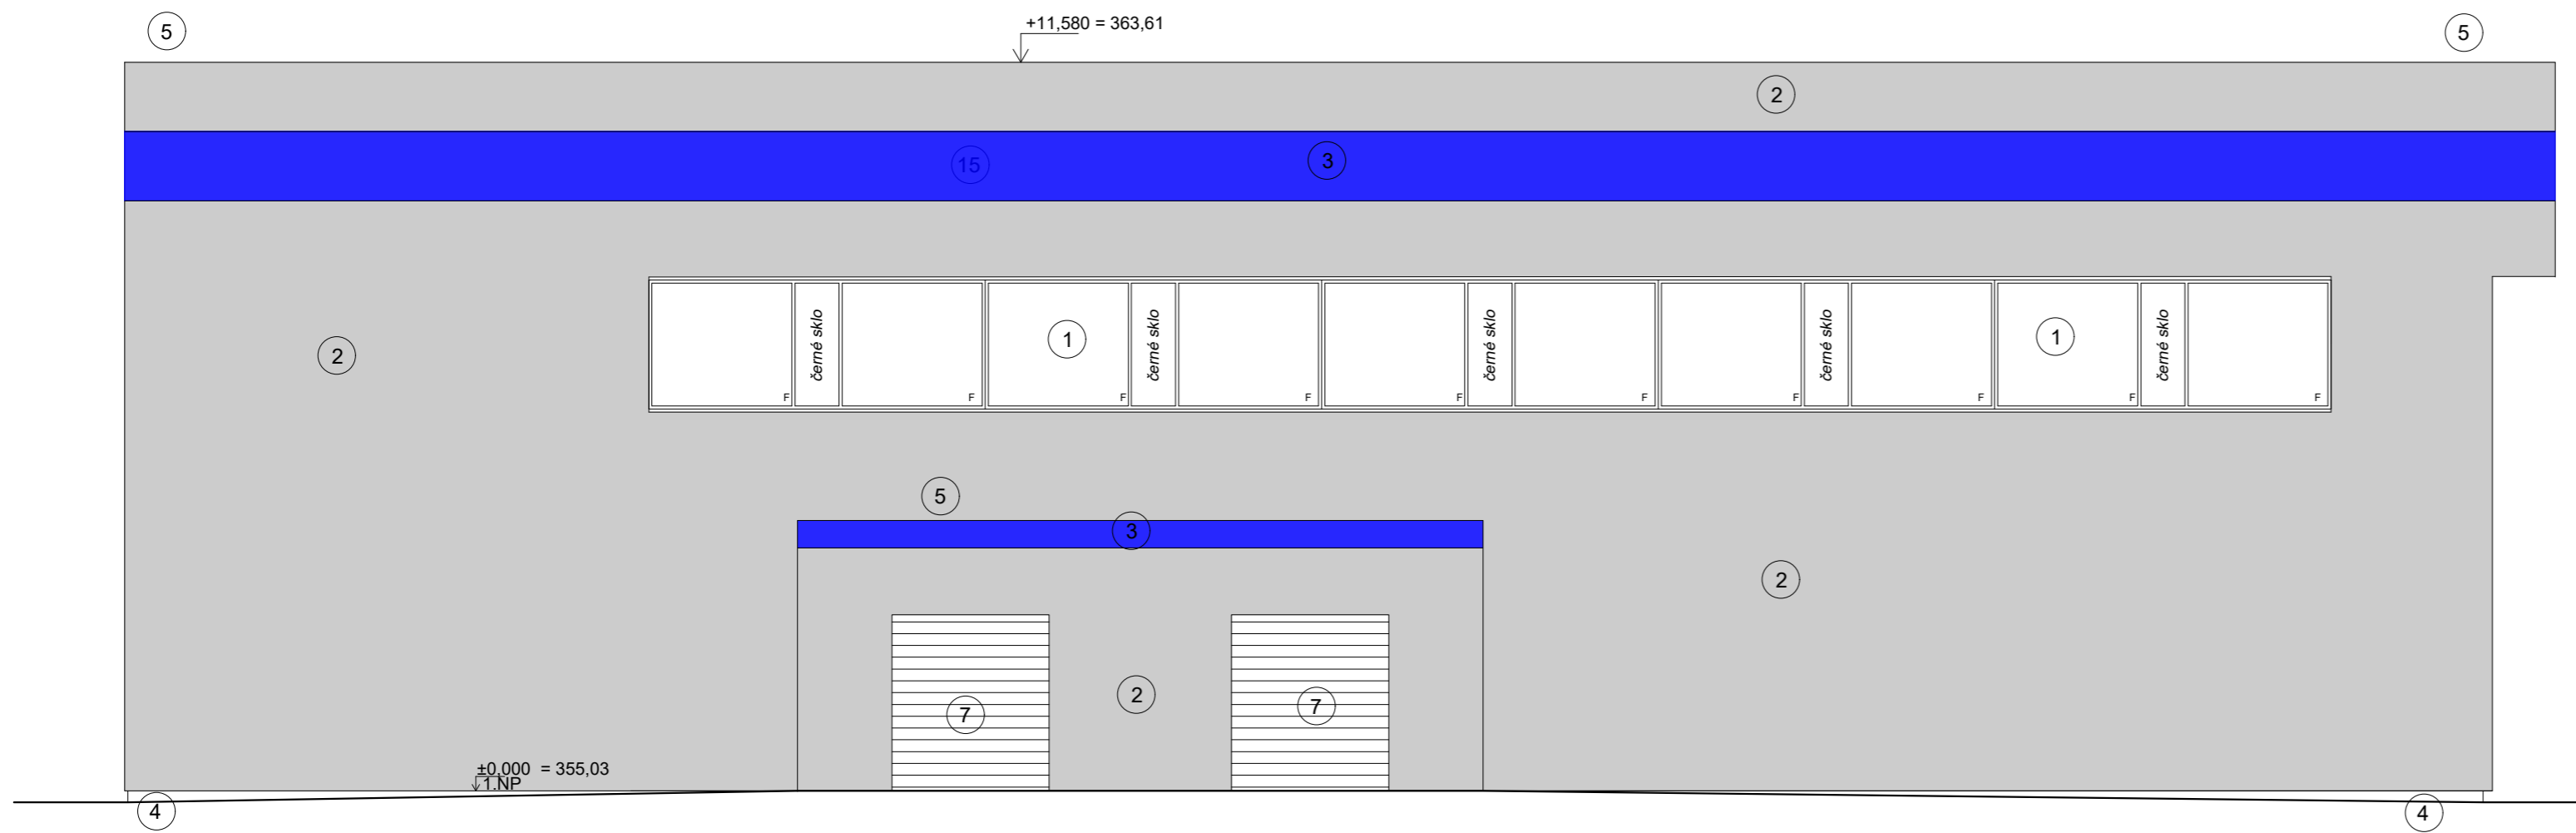 +11,580 = 363,61
5
5
2
15
3
1
1
2
černé sklo
černé sklo
černé sklo
černé sklo
černé sklo
F
F
F
F
F
F
F
F
F
F
5
3
2
2
7
7
±0,000 = 355,03
1.NP
4
4